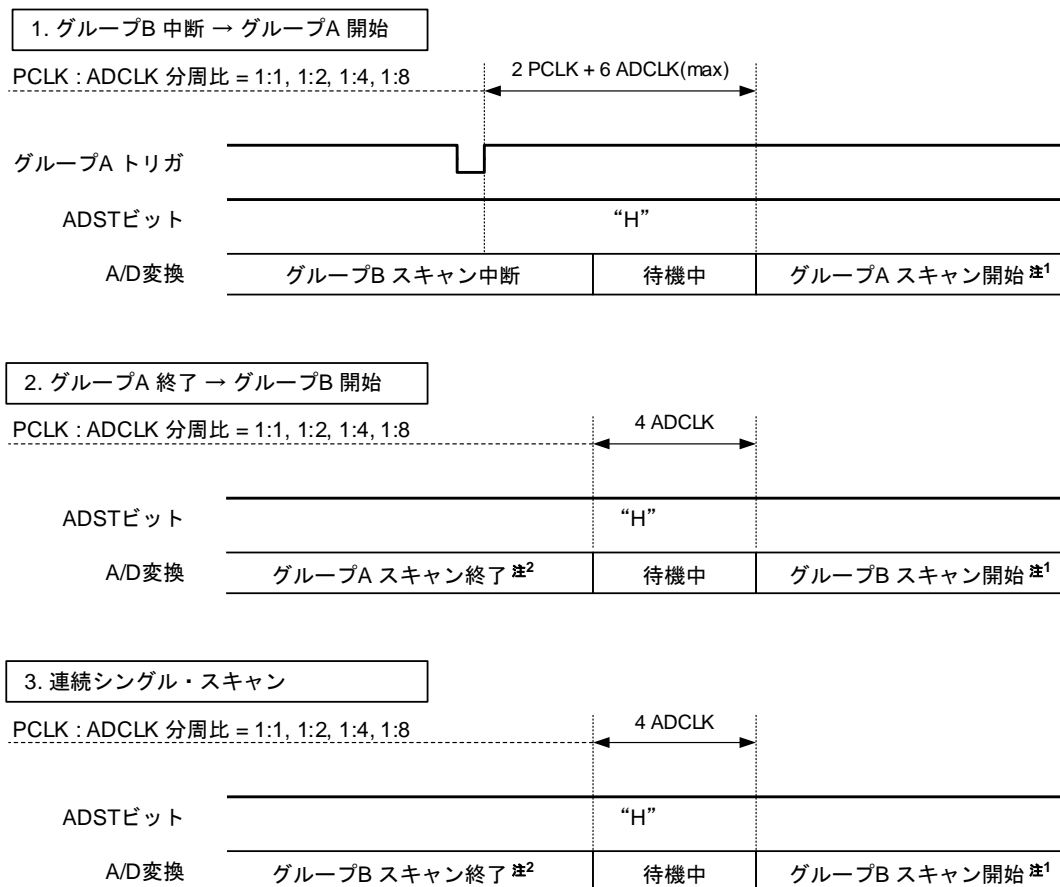 1. グループB 中断 → グループA 開始
PCLK : ADCLK 分周比 = 1:1, 1:2, 1:4, 1:8
2 PCLK + 6 ADCLK(max)
グループA トリガ
ADSTビット
“H”
A/D変換
グループB スキャン中断
待機中
グループA スキャン開始 注1
2. グループA 終了 → グループB 開始
PCLK : ADCLK 分周比 = 1:1, 1:2, 1:4, 1:8
4 ADCLK
ADSTビット
“H”
A/D変換
グループA スキャン終了 注2
待機中
グループB スキャン開始 注1
3. 連続シングル・スキャン
PCLK : ADCLK 分周比 = 1:1, 1:2, 1:4, 1:8
4 ADCLK
ADSTビット
“H”
A/D変換
グループB スキャン終了 注2
待機中
グループB スキャン開始 注1